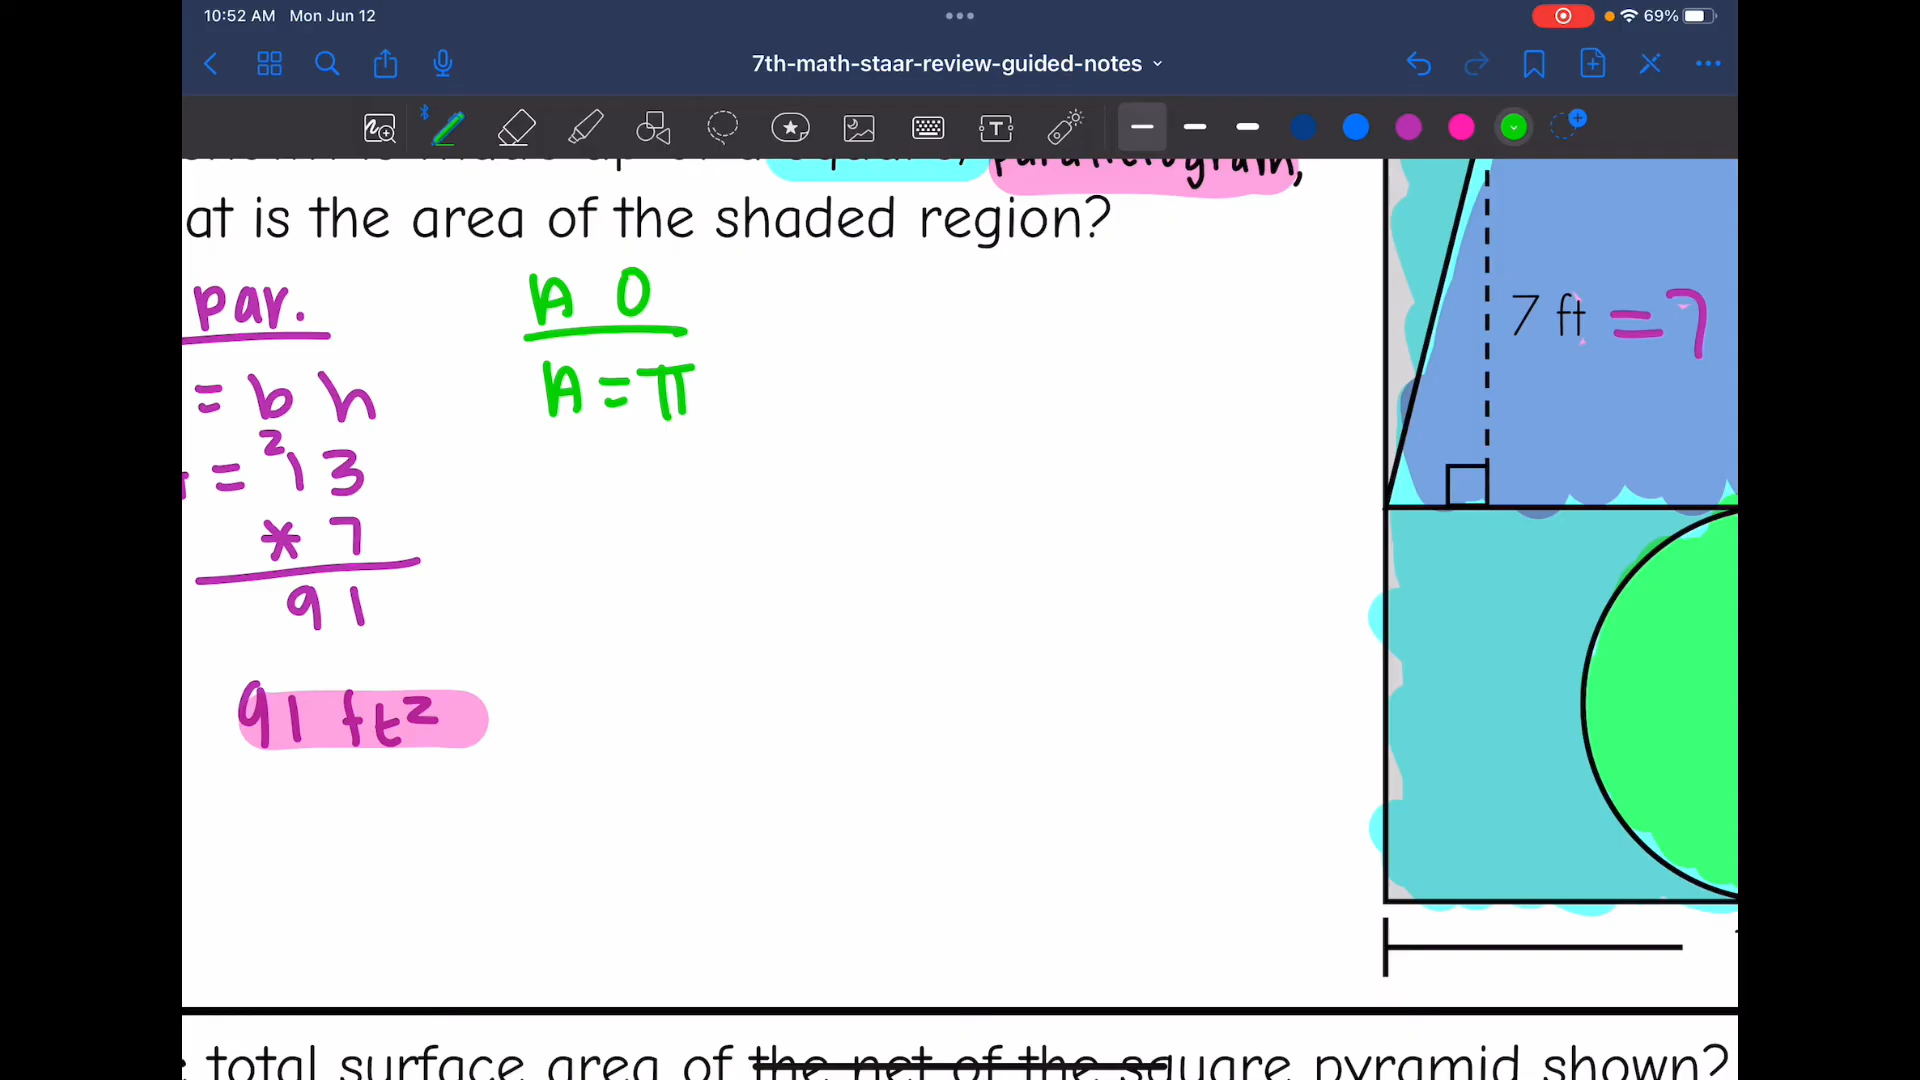 10:52 AM Mon Jun 12
69%
7th-math-staar-review-guided-notes
parallelogram,
at is the area of the shaded region?
par.
= b h
= 2 13
* 7
91
91 ft²
A O
A = π
7 ft = 7
total surface area of the net of the square pyramid shown?